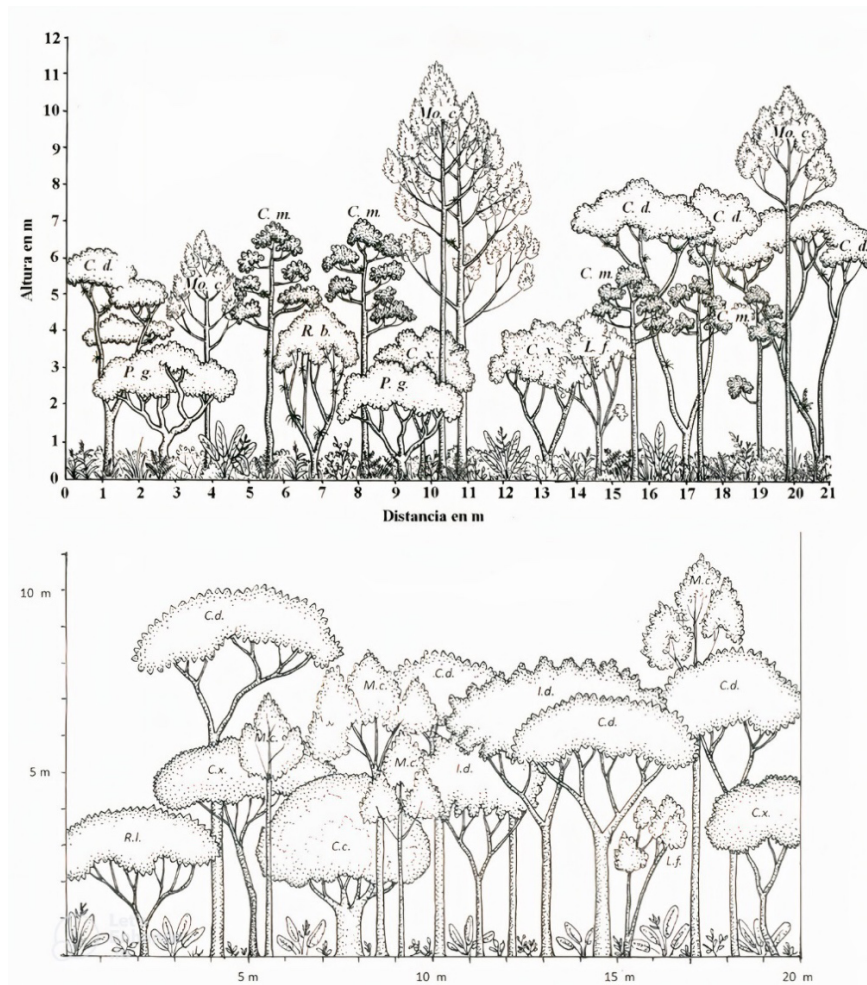 12
11
10
Mo. c.
Mo. c.
9
8
C. m.
C. m.
7
C. d.
C. d.
Altura en m
6
C. d.
C. d.
Mo. c.
C. m.
5
C. m.
4
R. b.
C. x.
C. x.
L. f.
3
P. g.
P. g.
2
1
0
0 1 2 3 4 5 6 7 8 9 10 11 12 13 14 15 16 17 18 19 20 21
Distancia en m
10 m
M.c.
C.d.
M.c.
C.d.
I.d.
C.d.
C.d.
M.c.
5 m
C.x.
M.c.
I.d.
C.x.
R.l.
C.c.
L.f.
5 m 10 m 15 m 20 m